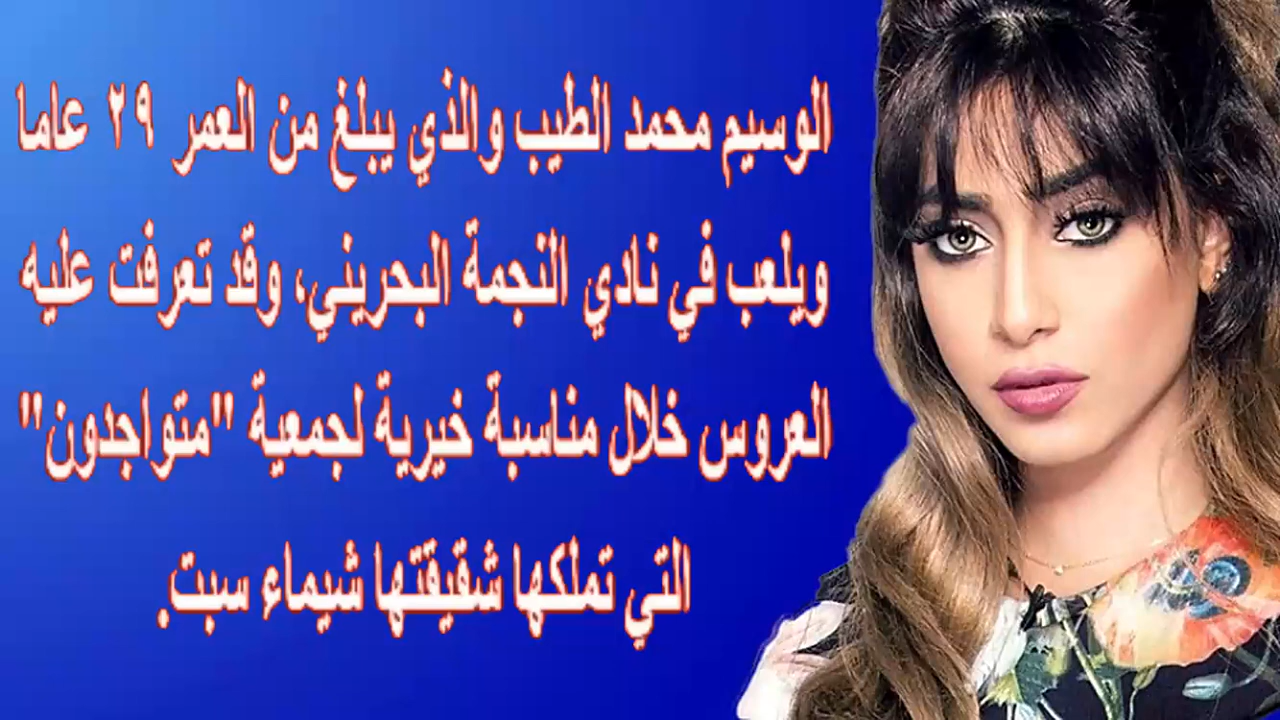 الوسيم محمد الطيب والذي يبلغ من العمر ٢٩ عاما
ويلعب في نادي النجمة البحريني، وقد تعرفت عليه
العروس خلال مناسبة خيرية لجمعية "متواجدون"
التي تملكها شقيقتها شيماء سبت.